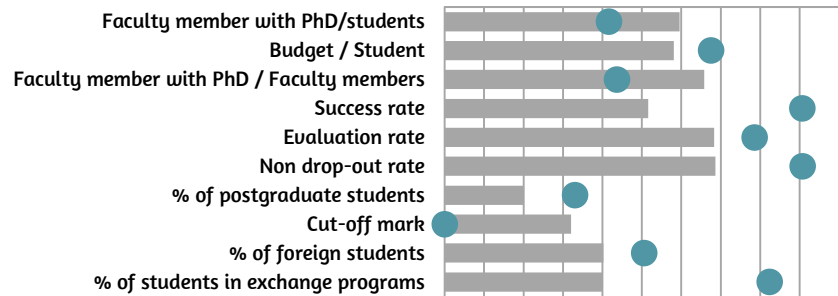 Faculty member with PhD/students
Budget / Student
Faculty member with PhD / Faculty members
Success rate
Evaluation rate
Non drop-out rate
% of postgraduate students
Cut-off mark
% of foreign students
% of students in exchange programs